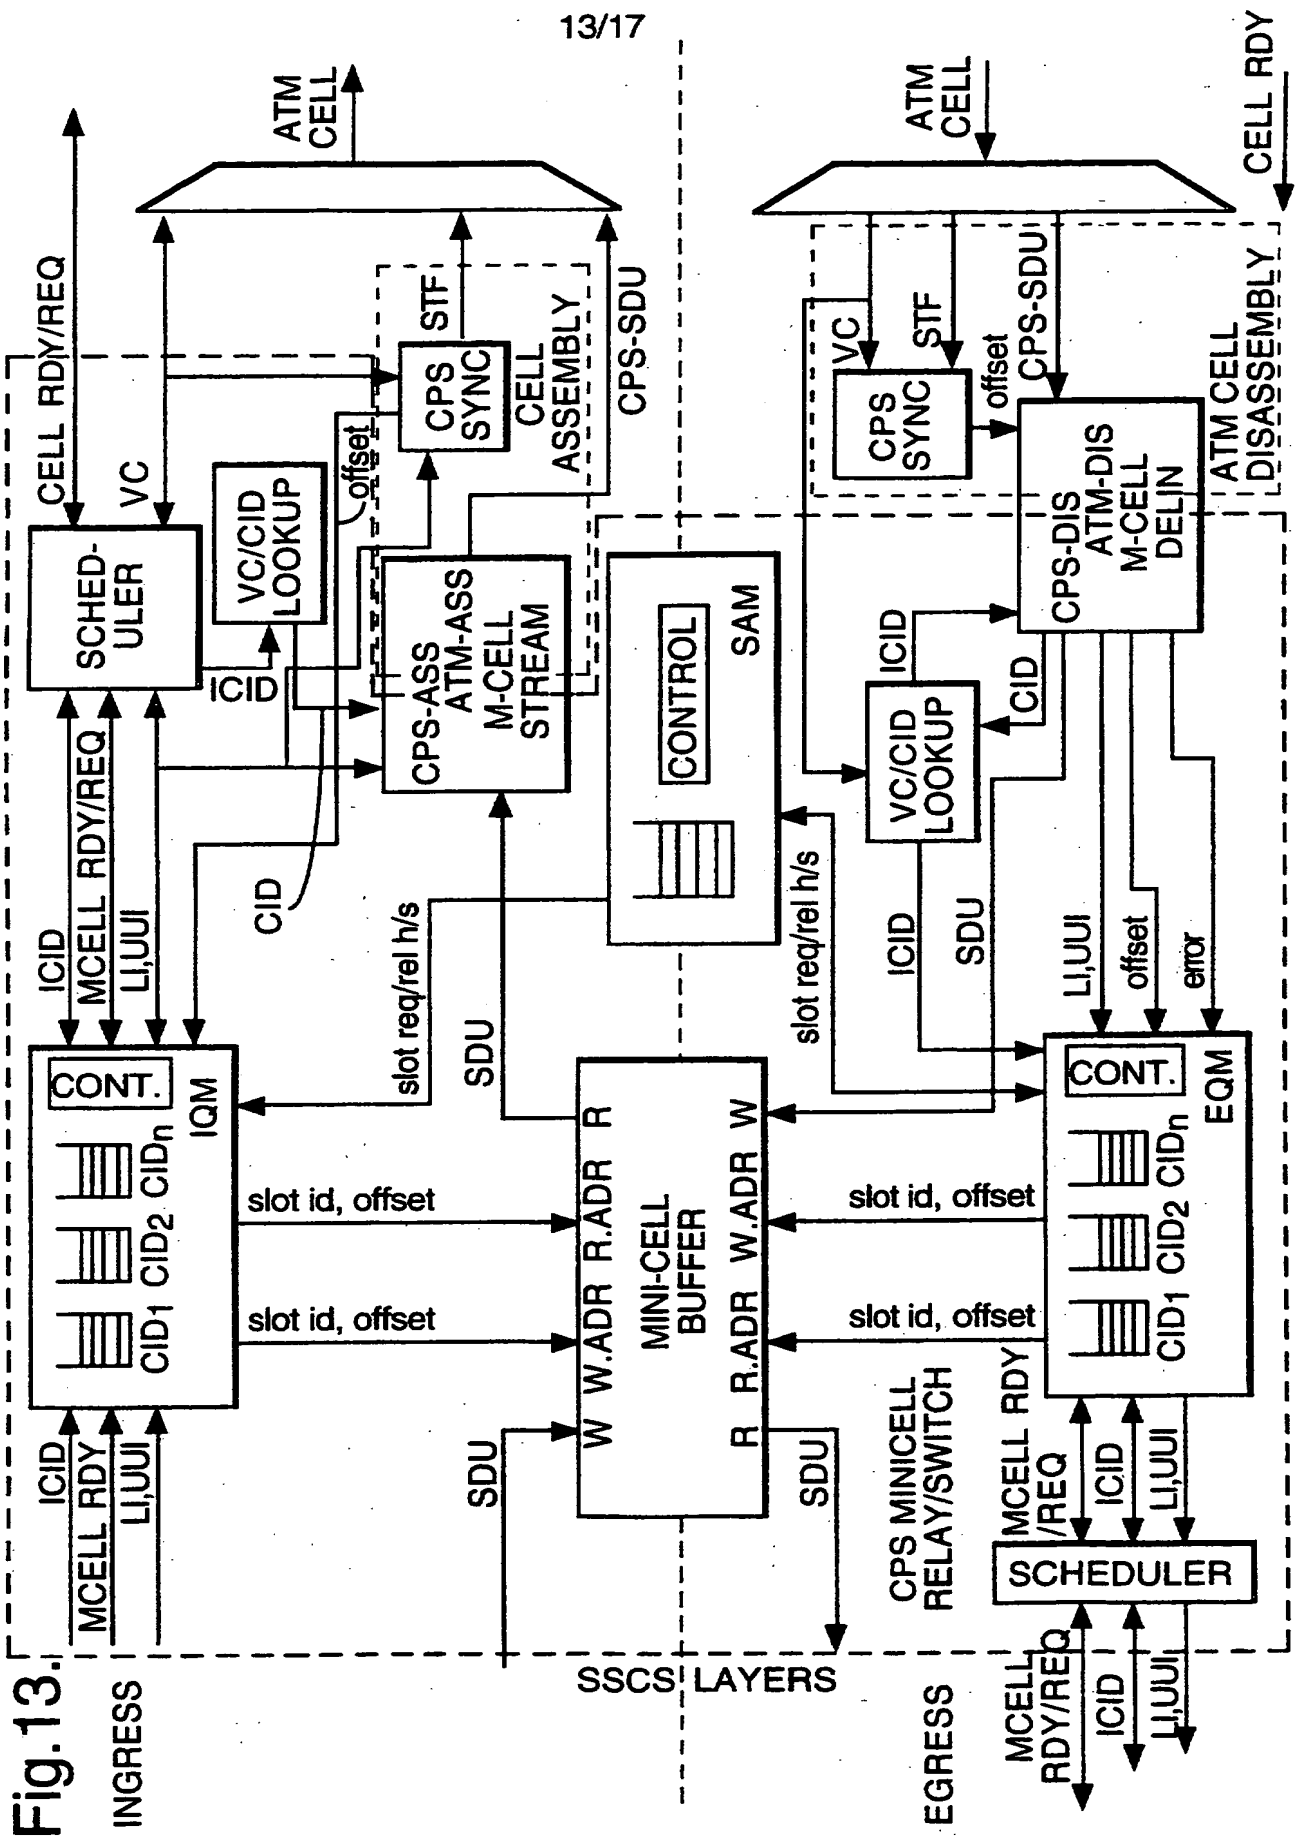 13/17
Fig.13.
INGRESS
ICID
MCELL RDY
LI,UUI
CONT.
IQM
CID1
CID2
CIDn
ICID
MCELL RDY/REQ
LI,UUI
SCHED-
ULER
CELL RDY/REQ
VC
VC/CID
LOOKUP
ICID
CID
offset
CPS-ASS
ATM-ASS
M-CELL
STREAM
CPS
SYNC
CELL
ASSEMBLY
STF
CPS-SDU
ATM
CELL
slot id, offset
slot id, offset
slot req/rel h/s
SDU
SDU
W
W.ADR
R.ADR
R
MINI-CELL
BUFFER
R
R.ADR
W.ADR
W
CONTROL
SAM
SSCS LAYERS
SDU
slot id, offset
slot id, offset
slot req/rel h/s
ICID
SDU
CPS MINICELL
RELAY/SWITCH
VC/CID
LOOKUP
ICID
CID
CPS-DIS
ATM-DIS
M-CELL
DELIN
CPS
SYNC
VC
STF
offset
CPS-SDU
ATM CELL
DISASSEMBLY
ATM
CELL
CELL RDY
LI,UUI
offset
error
CONT.
EQM
CID1
CID2
CIDn
MCELL RDY
/REQ
ICID
LI,UUI
SCHEDULER
EGRESS
MCELL
RDY/REQ
ICID
LI,UUI